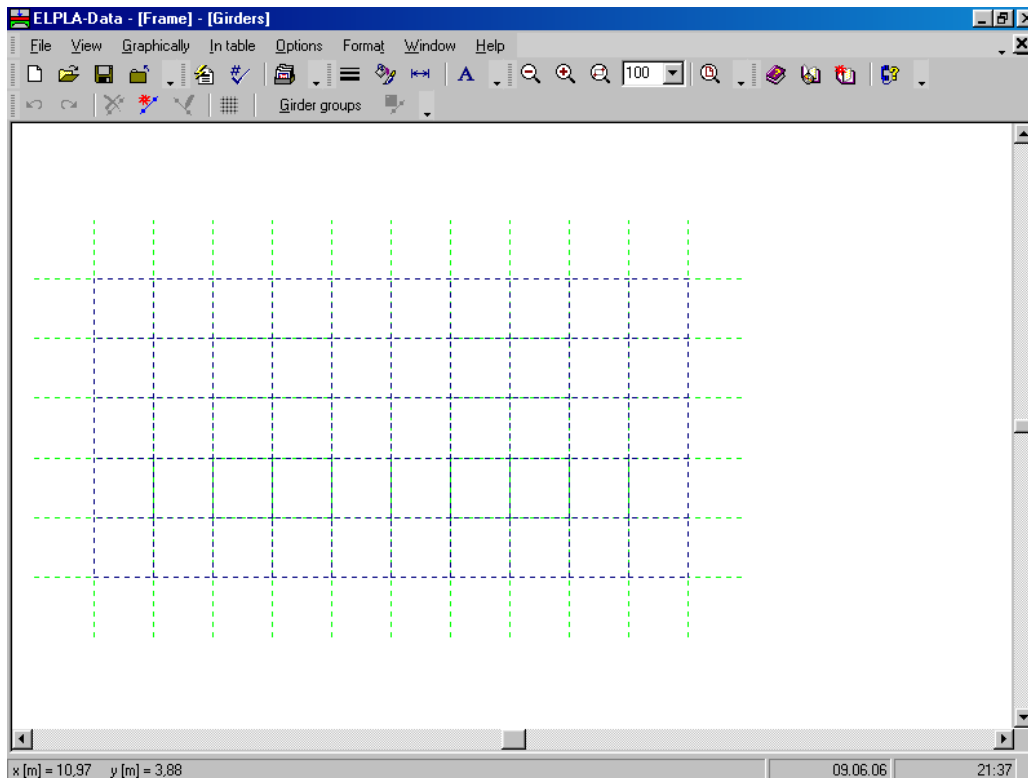 ELPLA-Data - [Frame] - [Girders]
File View Graphically In table Options Format Window Help
A 100
Girder groups
x [m] = 10,97 y [m] = 3,88 09.06.06 21:37